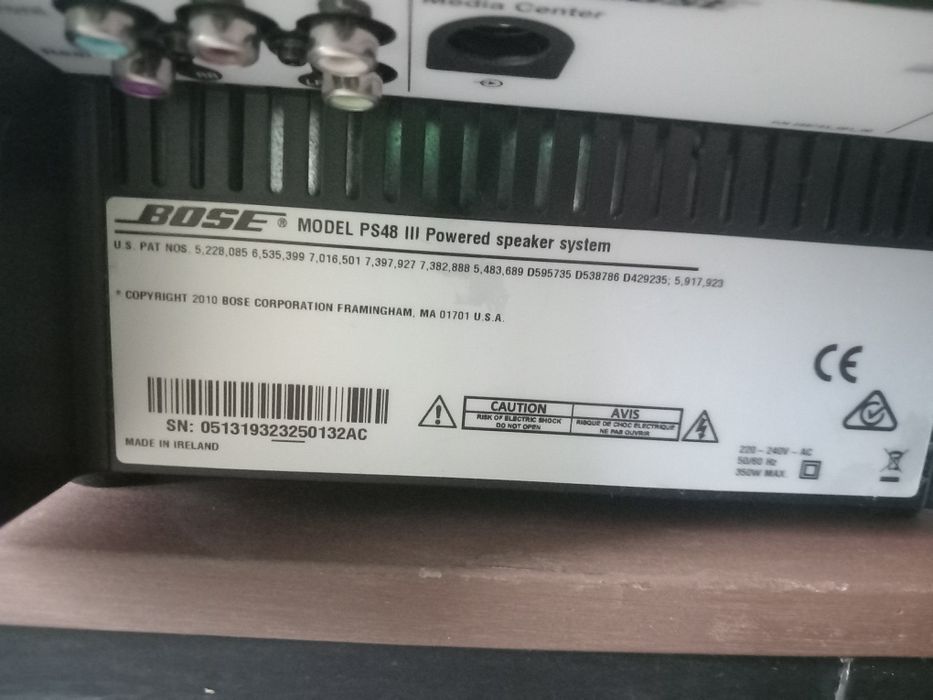 Media Center
BOSE ® MODEL PS48 III Powered speaker system
U.S. PAT NOS. 5,228,085 6,535,399 7,016,501 7,397,927 7,382,888 5,483,689 D595735 D538786 D429235; 5,917,923
* COPYRIGHT 2010 BOSE CORPORATION FRAMINGHAM, MA 01701 U.S.A.
SN: 051319323250132AC
MADE IN IRELAND
CAUTION
RISK OF ELECTRIC SHOCK
DO NOT OPEN
AVIS
RISQUE DE CHOC ELECTRIQUE
NE PAS OUVRIR
CE
220 – 240V – AC
50/60 Hz
350W MAX.